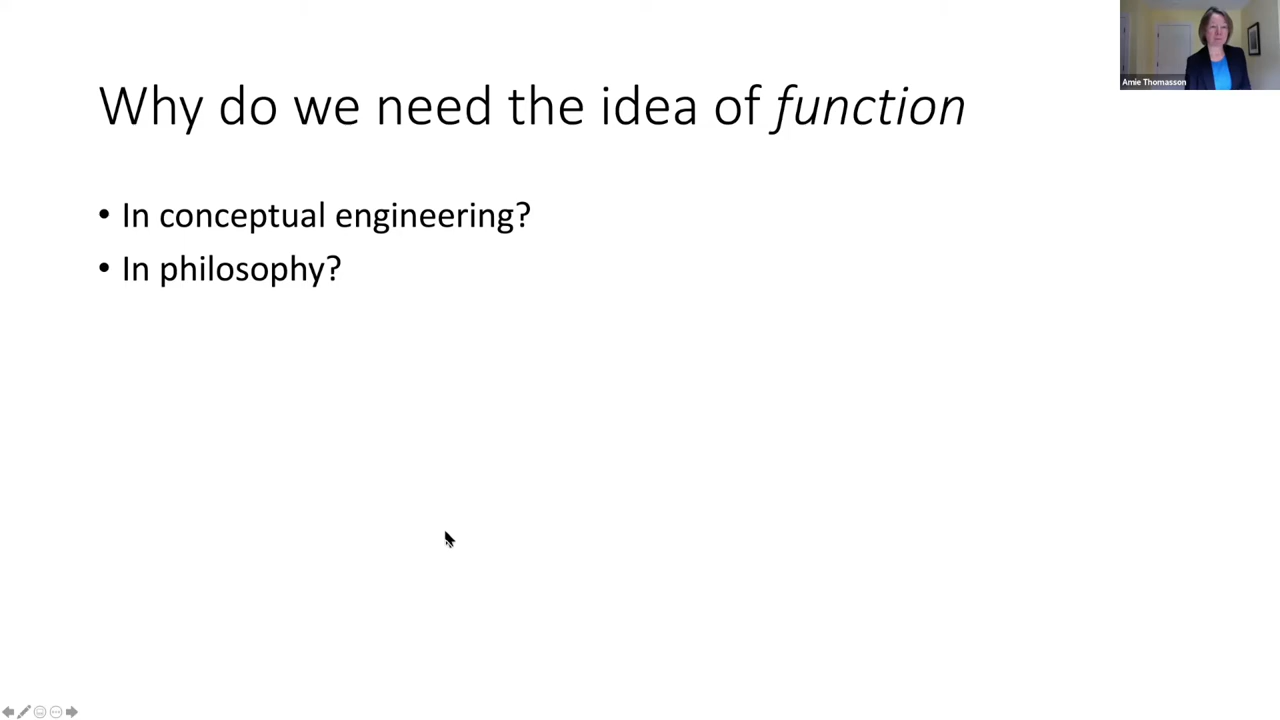 Amie Thomasson
Why do we need the idea of function
• In conceptual engineering?
• In philosophy?